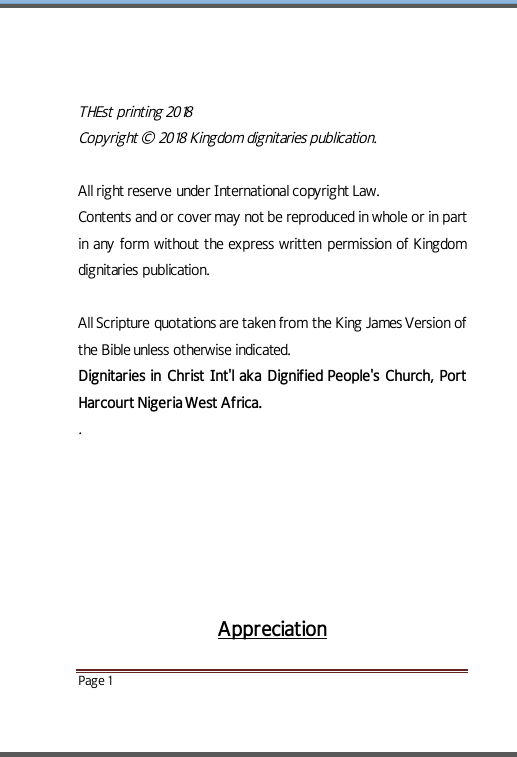 THEst printing 2018
Copyright © 2018 Kingdom dignitaries publication.
All right reserve under International copyright Law.
Contents and or cover may not be reproduced in whole or in part
in any form without the express written permission of Kingdom
dignitaries publication.
All Scripture quotations are taken from the King James Version of
the Bible unless otherwise indicated.
Dignitaries in Christ Int'l aka Dignified People's Church, Port
Harcourt Nigeria West Africa.
.
Appreciation
Page 1